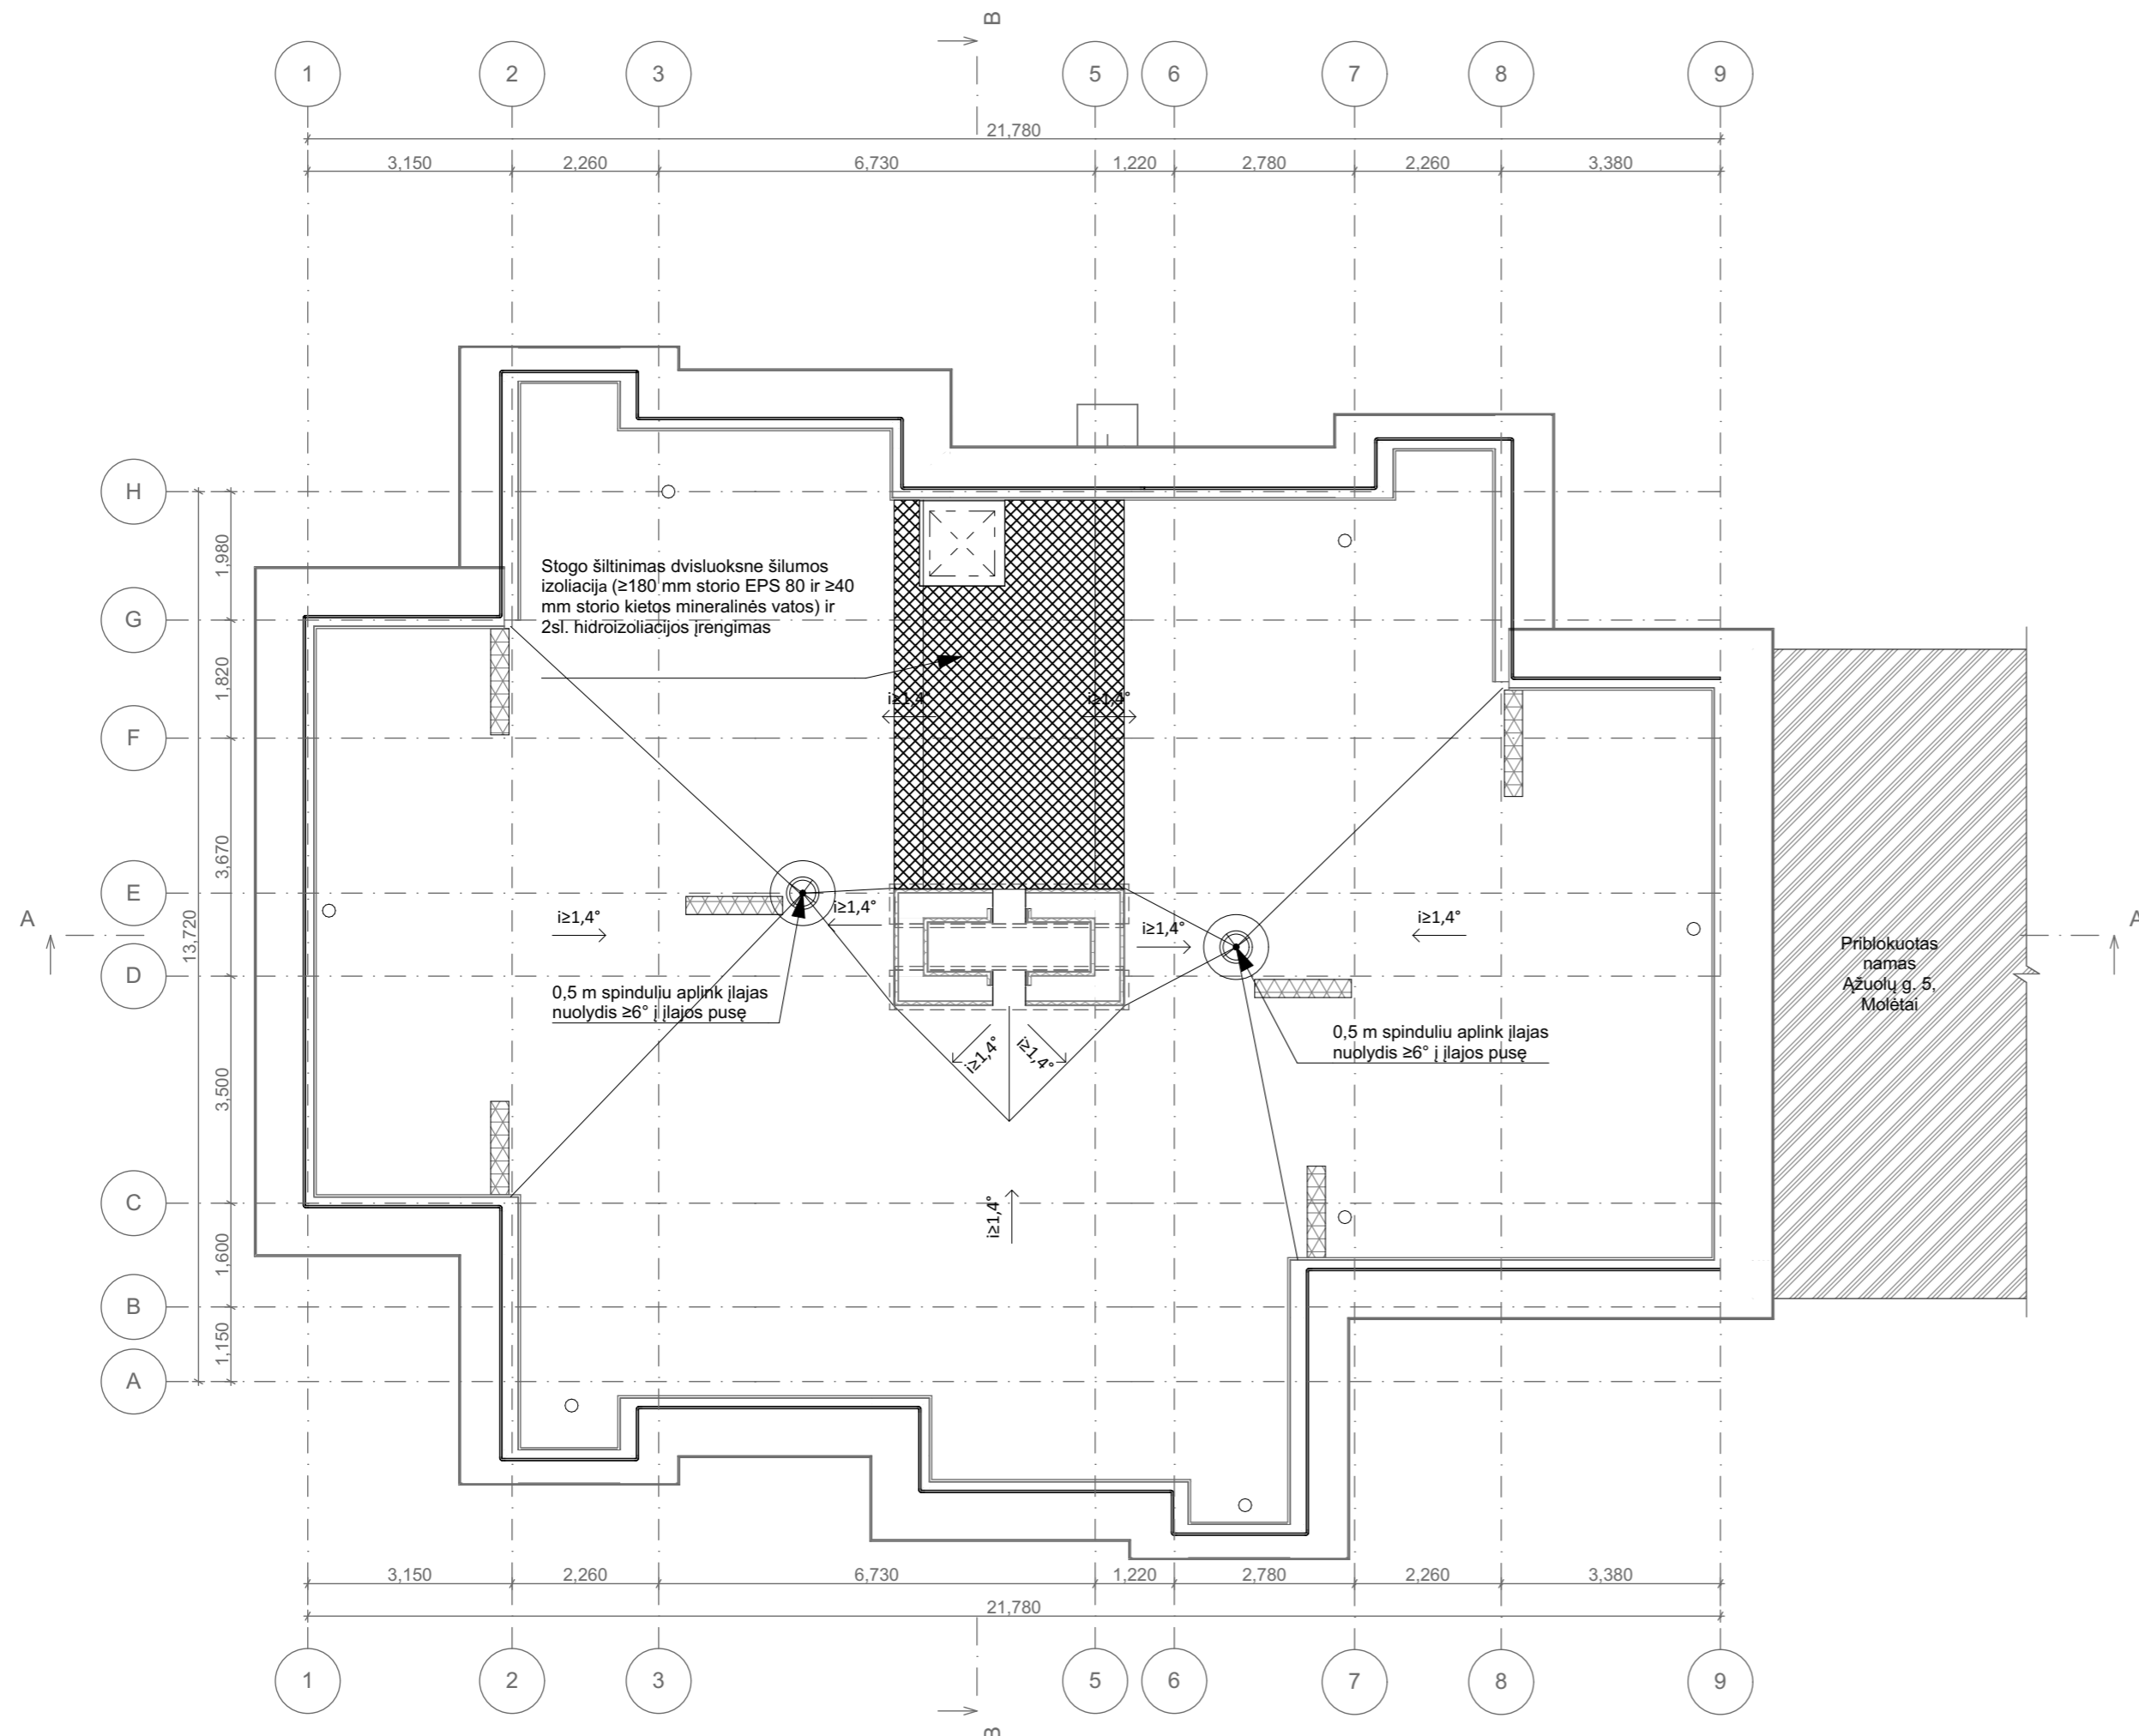 B
1
2
3
5
6
7
8
9
21,780
3,150
2,260
6,730
1,220
2,780
2,260
3,380
H
G
F
E
D
C
B
A
1,980
1,820
3,670
3,500
1,600
1,150
13,720
Stogo šiltinimas dvisluoksne šilumos
izoliacija (≥180 mm storio EPS 80 ir ≥40
mm storio kietos mineralinės vatos) ir
2sl. hidroizoliacijos įrengimas
i≥1,4°
i≥1,4°
A
i≥1,4°
i≥1,4°
i≥1,4°
i≥1,4°
A
Priblokuotas
namas
Ąžuolų g. 5,
Molėtai
0,5 m spinduliu aplink įlajas
nuolydis ≥6° į įlajos pusę
i≥1,4°
i≥1,4°
0,5 m spinduliu aplink įlajas
nuolydis ≥6° į įlajos pusę
i≥1,4°
3,150
2,260
6,730
1,220
2,780
2,260
3,380
21,780
1
2
3
5
6
7
8
9
B